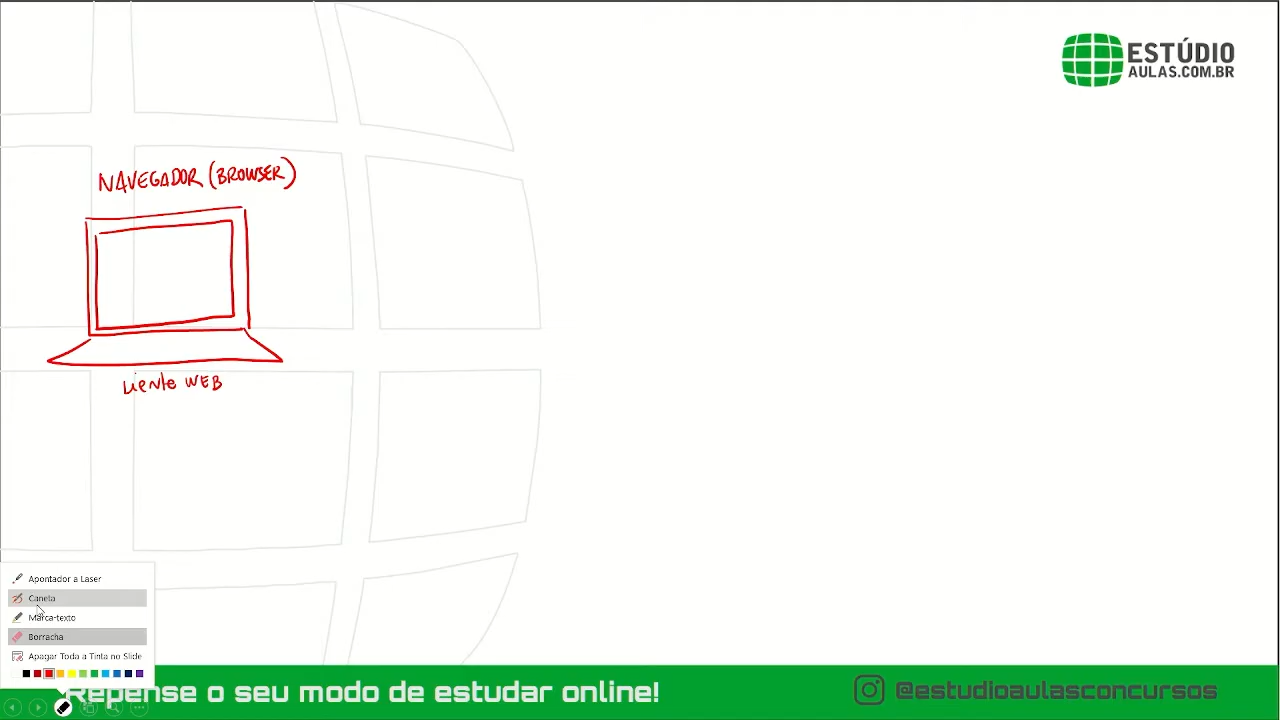 ESTÚDIO
AULAS.COM.BR
NAVEGADOR (BROWSER)
liente WEB
Apontador a Laser
Caneta
Marca-texto
Borracha
Apagar Toda a Tinta no Slide
Repense o seu modo de estudar online!
@estudioaulasconcursos